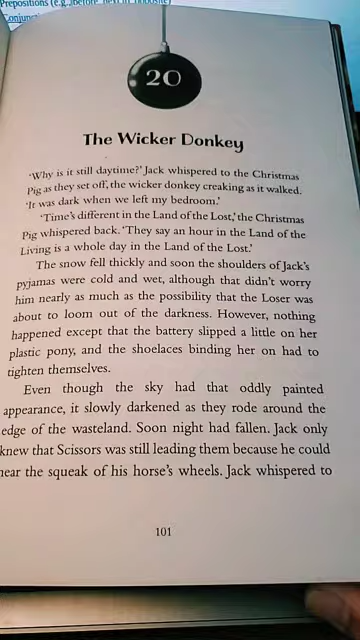 Prepositions (e.g., before, next in, opposite)
20
The Wicker Donkey
'Why is it still daytime?' Jack whispered to the Christmas
Pig as they set off, the wicker donkey creaking as it walked.
'It was dark when we left my bedroom.'
'Time's different in the Land of the Lost,' the Christmas
Pig whispered back. 'They say an hour in the Land of the
Living is a whole day in the Land of the Lost.'
The snow fell thickly and soon the shoulders of Jack's
pyjamas were cold and wet, although that didn't worry
him nearly as much as the possibility that the Loser was
about to loom out of the darkness. However, nothing
happened except that the battery slipped a little on her
plastic pony, and the shoelaces binding her on had to
tighten themselves.
Even though the sky had that oddly painted
appearance, it slowly darkened as they rode around the
edge of the wasteland. Soon night had fallen. Jack only
knew that Scissors was still leading them because he could
hear the squeak of his horse's wheels. Jack whispered to
101